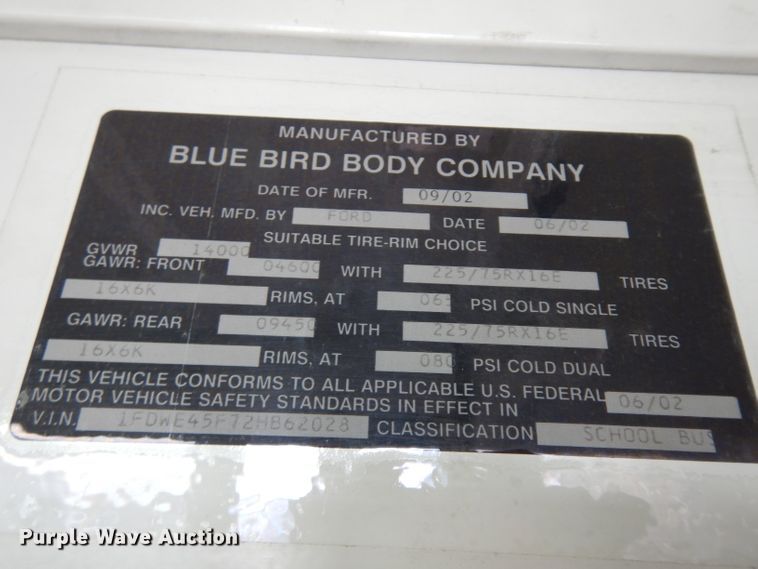 MANUFACTURED BY
BLUE BIRD BODY COMPANY
DATE OF MFR. 09/02
INC. VEH. MFD. BY FORD DATE 06/02
SUITABLE TIRE-RIM CHOICE
GVWR 14000
GAWR: FRONT 04600 WITH 225/75RX16E TIRES
16X6K RIMS, AT 065 PSI COLD SINGLE
GAWR: REAR 09450 WITH 225/75RX16E TIRES
16X6K RIMS, AT 080 PSI COLD DUAL
THIS VEHICLE CONFORMS TO ALL APPLICABLE U.S. FEDERAL
MOTOR VEHICLE SAFETY STANDARDS IN EFFECT IN 06/02
V.I.N. 1FDWE45F72HB62028 CLASSIFICATION SCHOOL BUS
Purple Wave Auction